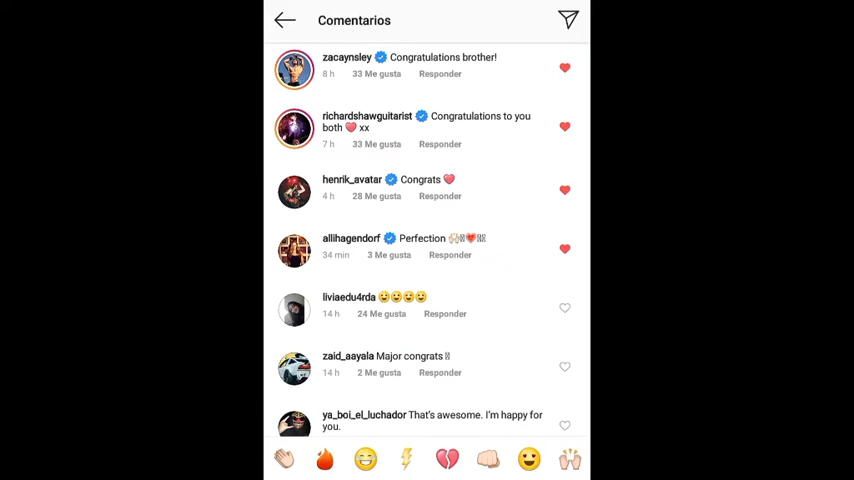 Comentarios
zacaynsley Congratulations brother!
8 h 33 Me gusta Responder
richardshawguitarist Congratulations to you
both ❤️ xx
7 h 33 Me gusta Responder
henrik_avatar Congrats ❤️
4 h 28 Me gusta Responder
allihagendorf Perfection 🙌🏻❤️
34 min 3 Me gusta Responder
liviaedu4rda 😉😉😉😉
14 h 24 Me gusta Responder
zaid_aayala Major congrats
14 h 2 Me gusta Responder
ya_boi_el_luchador That's awesome. I'm happy for
you.